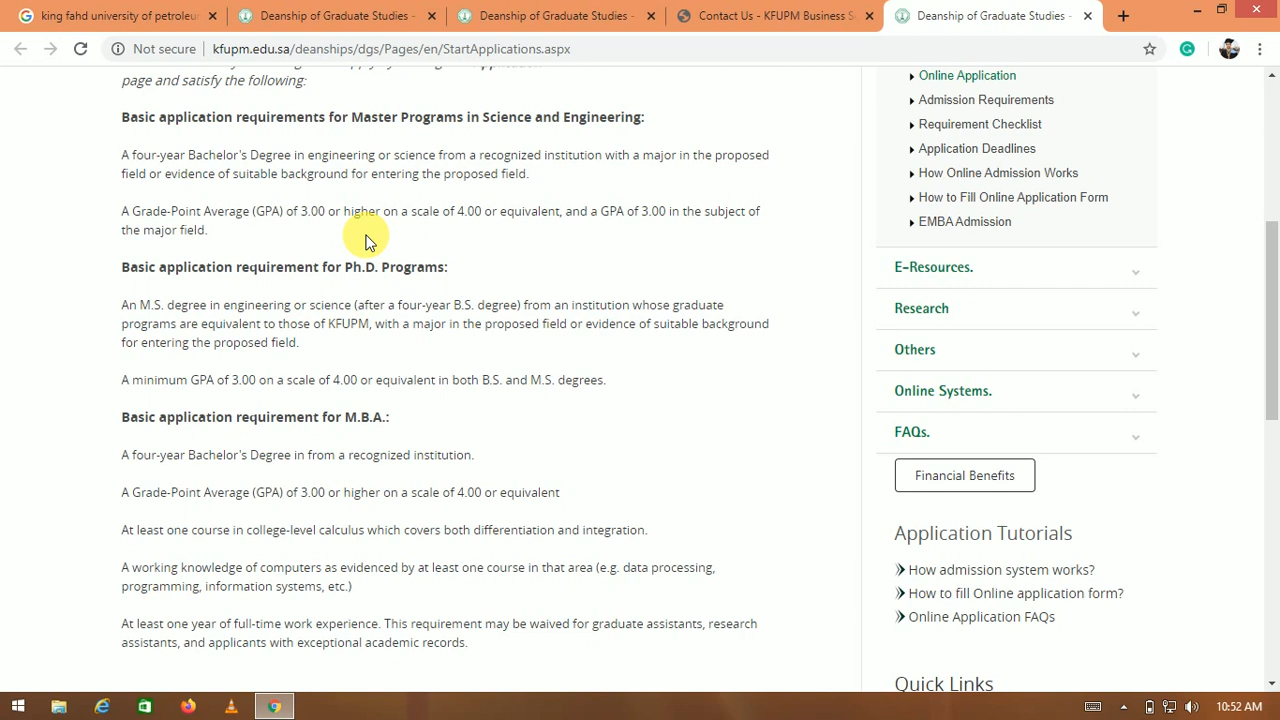 king fahd university of petroleu
Deanship of Graduate Studies -
Deanship of Graduate Studies -
Contact Us - KFUPM Business S
Deanship of Graduate Studies -
Not secure
kfupm.edu.sa/deanships/dgs/Pages/en/StartApplications.aspx
page and satisfy the following:
Basic application requirements for Master Programs in Science and Engineering:
A four-year Bachelor's Degree in engineering or science from a recognized institution with a major in the proposed
field or evidence of suitable background for entering the proposed field.
A Grade-Point Average (GPA) of 3.00 or higher on a scale of 4.00 or equivalent, and a GPA of 3.00 in the subject of
the major field.
Basic application requirement for Ph.D. Programs:
An M.S. degree in engineering or science (after a four-year B.S. degree) from an institution whose graduate
programs are equivalent to those of KFUPM, with a major in the proposed field or evidence of suitable background
for entering the proposed field.
A minimum GPA of 3.00 on a scale of 4.00 or equivalent in both B.S. and M.S. degrees.
Basic application requirement for M.B.A.:
A four-year Bachelor's Degree in from a recognized institution.
A Grade-Point Average (GPA) of 3.00 or higher on a scale of 4.00 or equivalent
At least one course in college-level calculus which covers both differentiation and integration.
A working knowledge of computers as evidenced by at least one course in that area (e.g. data processing,
programming, information systems, etc.)
At least one year of full-time work experience. This requirement may be waived for graduate assistants, research
assistants, and applicants with exceptional academic records.
Online Application
Admission Requirements
Requirement Checklist
Application Deadlines
How Online Admission Works
How to Fill Online Application Form
EMBA Admission
E-Resources.
Research
Others
Online Systems.
FAQs.
Financial Benefits
Application Tutorials
How admission system works?
How to fill Online application form?
Online Application FAQs
Quick Links
10:52 AM